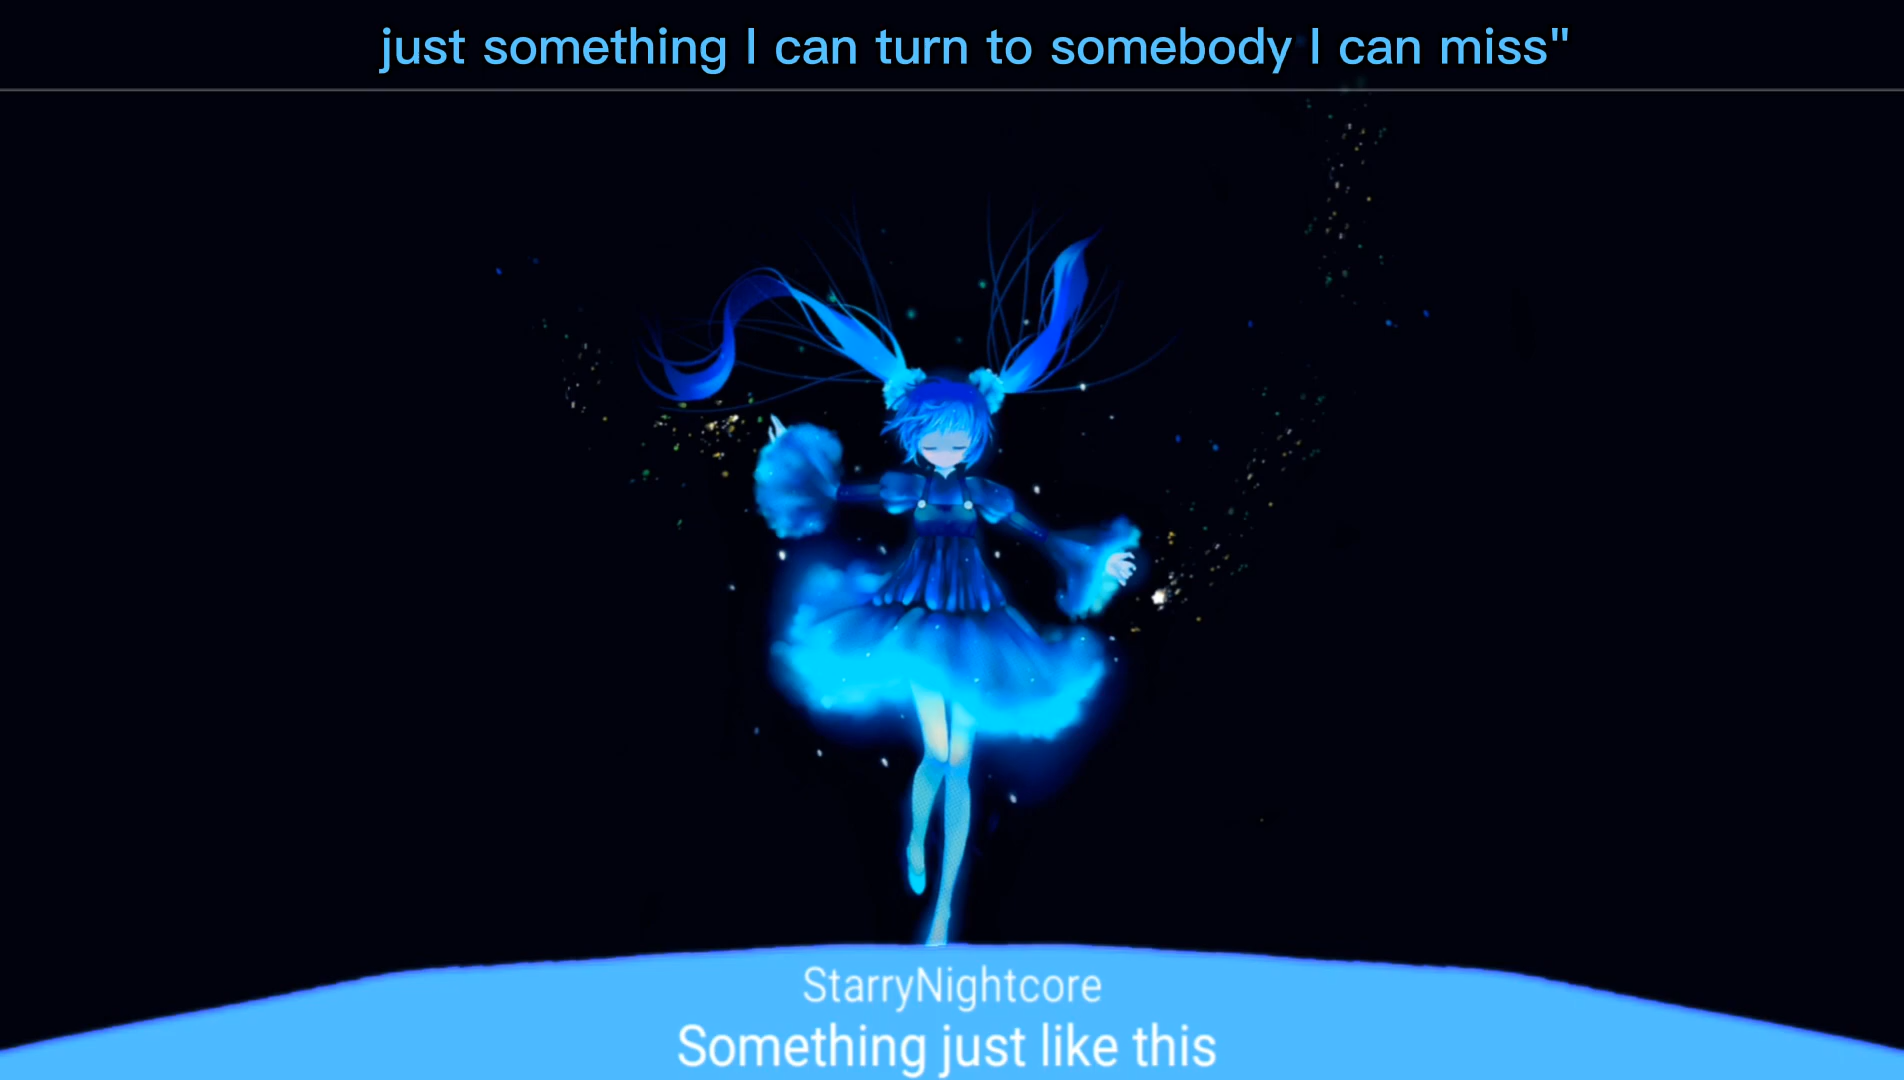 just something I can turn to somebody I can miss"
StarryNightcore
Something just like this